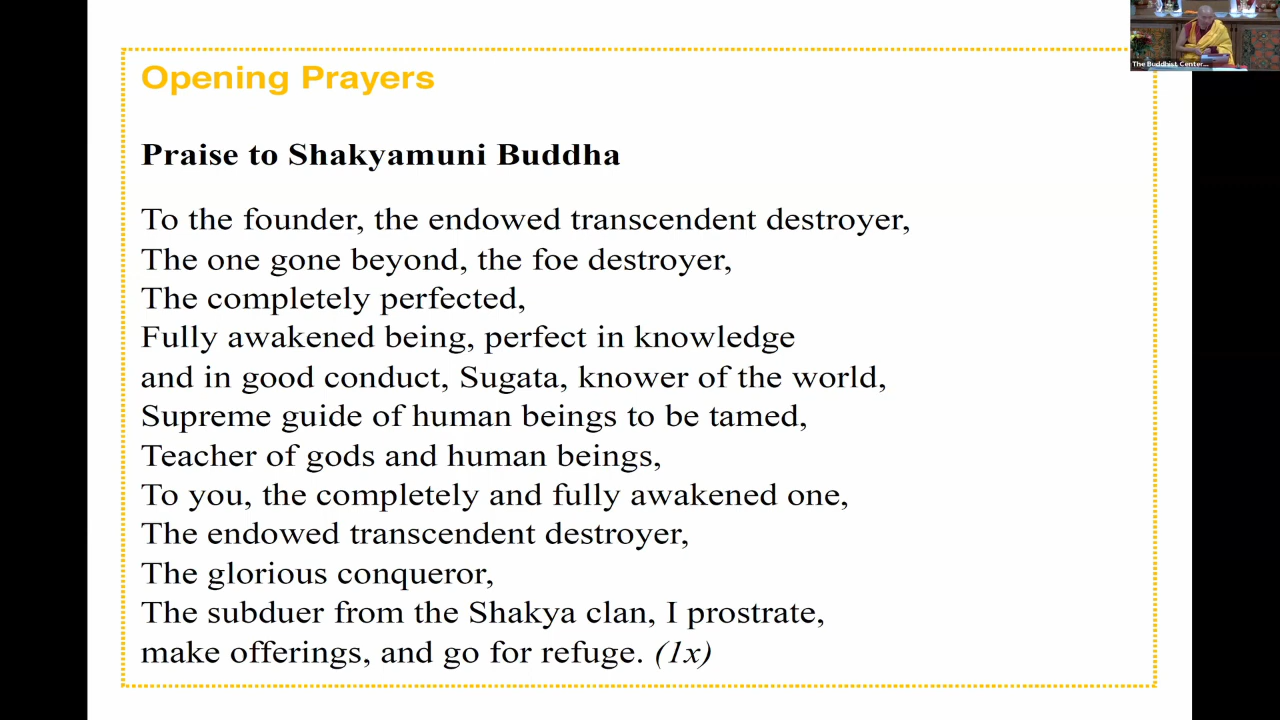 Opening Prayers
The Buddhist Center...
Praise to Shakyamuni Buddha
To the founder, the endowed transcendent destroyer,
The one gone beyond, the foe destroyer,
The completely perfected,
Fully awakened being, perfect in knowledge
and in good conduct, Sugata, knower of the world,
Supreme guide of human beings to be tamed,
Teacher of gods and human beings,
To you, the completely and fully awakened one,
The endowed transcendent destroyer,
The glorious conqueror,
The subduer from the Shakya clan, I prostrate,
make offerings, and go for refuge. (1x)